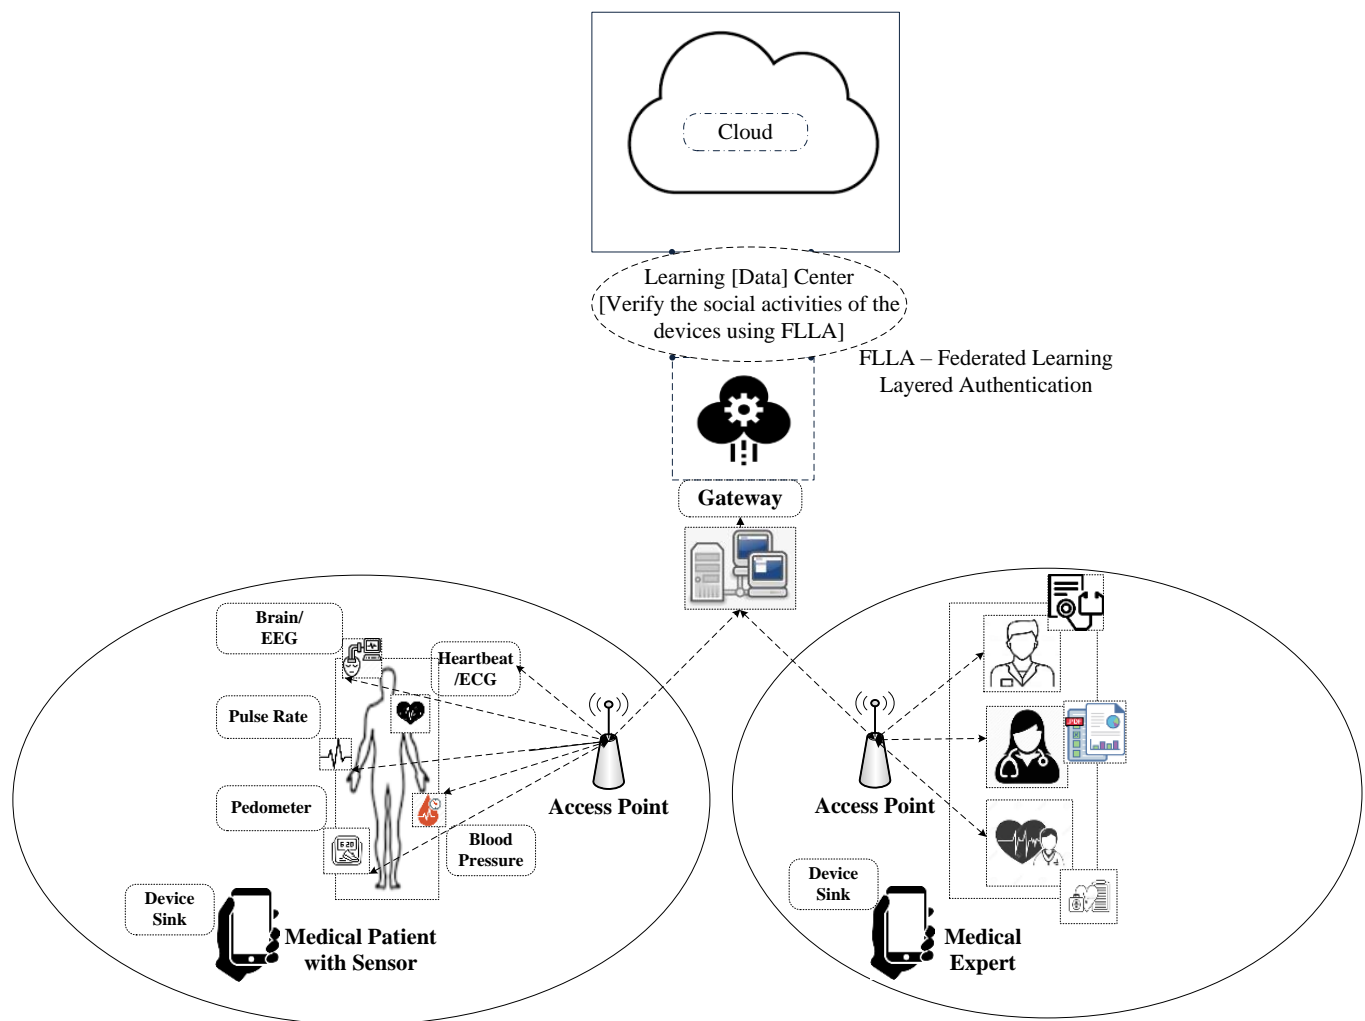 Cloud
Learning [Data] Center
[Verify the social activities of the
devices using FLLA]
FLLA – Federated Learning
Layered Authentication
Gateway
Brain/
EEG
Heartbeat
/ECG
Pulse Rate
Pedometer
Blood
Pressure
Access Point
Device
Sink
Medical Patient
with Sensor
PDF
Access Point
Device
Sink
Medical
Expert